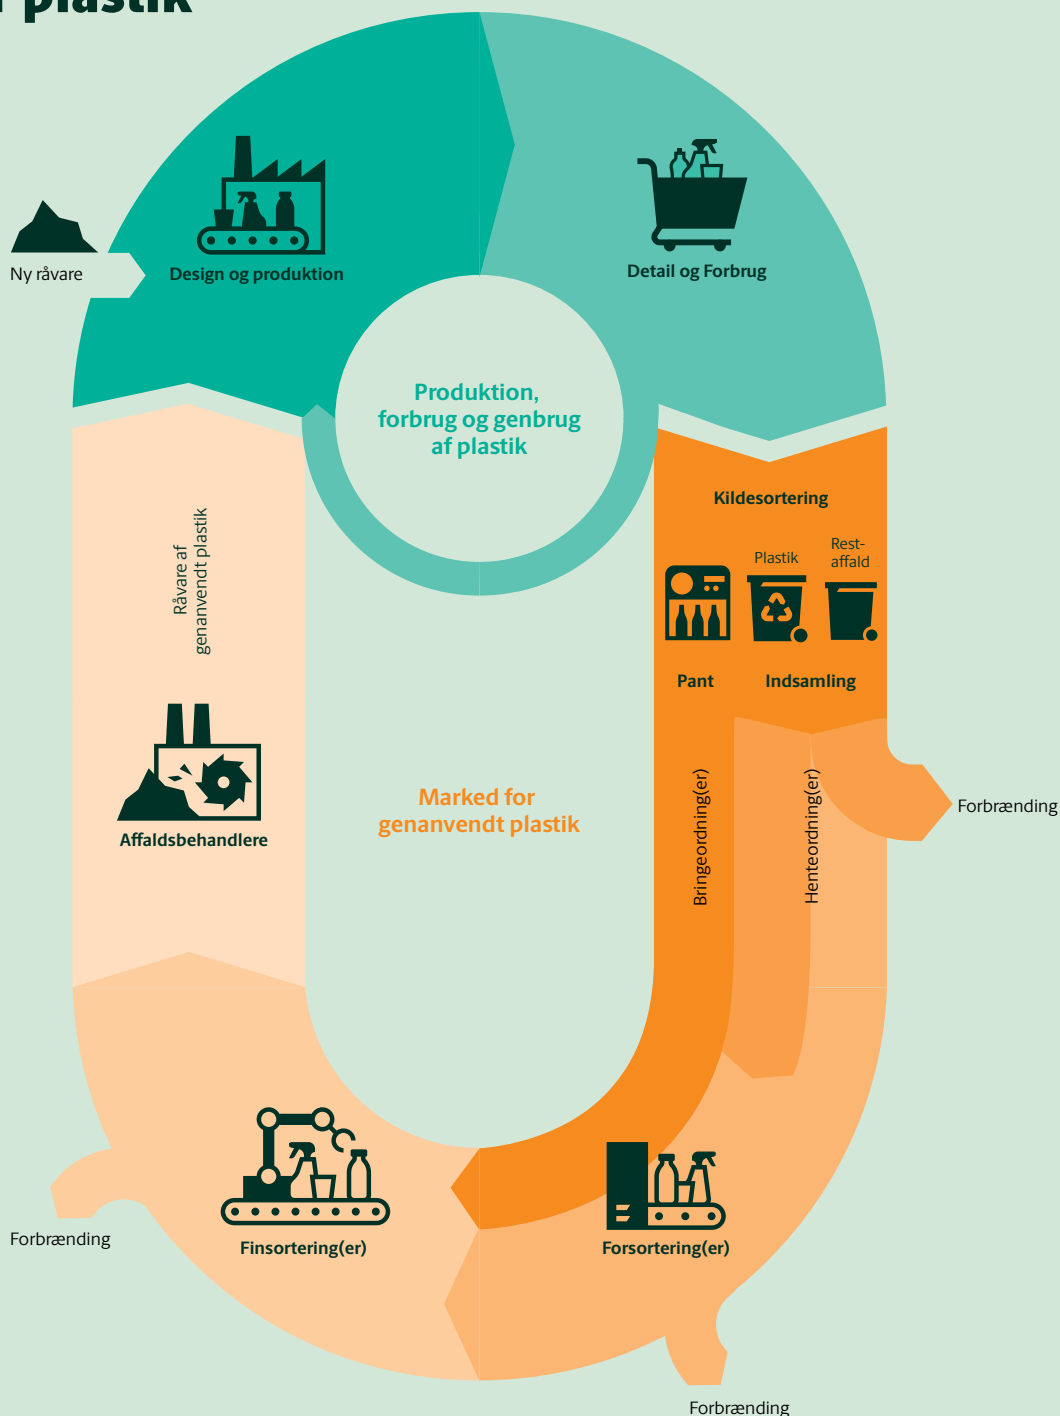 plastik
Ny råvare
Design og produktion
Detail og Forbrug
Produktion,
forbrug og genbrug
af plastik
Kildesortering
Plastik
Rest-
affald
Pant
Indsamling
Råvare af
genanvendt plastik
Affaldsbehandlere
Marked for
genanvendt plastik
Bringeordning(er)
Henteordning(er)
Forbrænding
Finsortering(er)
Forsortering(er)
Forbrænding
Forbrænding